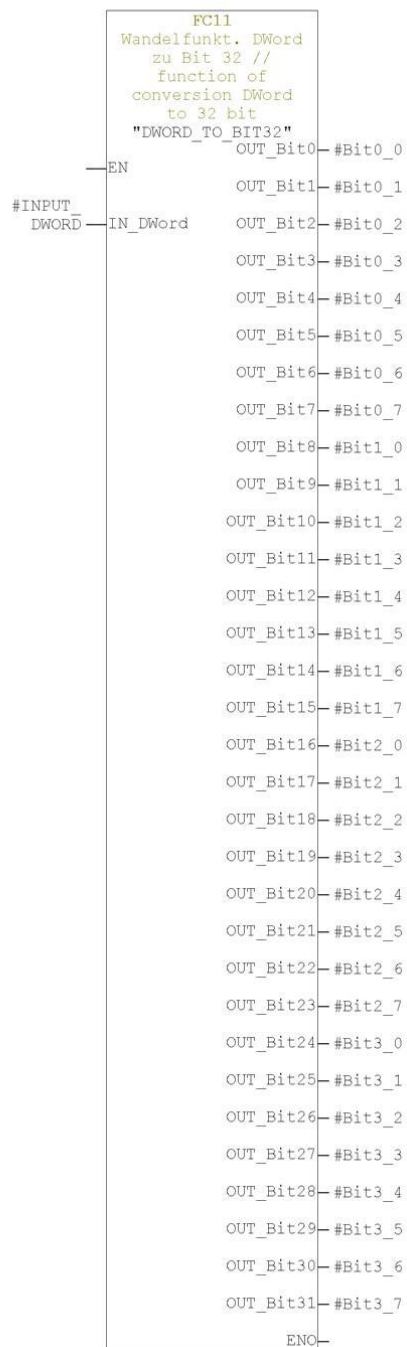 FC11
Wandelfunkt. DWord
zu Bit 32 //
function of
conversion DWord
to 32 bit
"DWORD_TO_BIT32"
OUT_Bit0 #Bit0_0
EN
OUT_Bit1 #Bit0_1
#INPUT_
DWORD IN_DWord OUT_Bit2 #Bit0_2
OUT_Bit3 #Bit0_3
OUT_Bit4 #Bit0_4
OUT_Bit5 #Bit0_5
OUT_Bit6 #Bit0_6
OUT_Bit7 #Bit0_7
OUT_Bit8 #Bit1_0
OUT_Bit9 #Bit1_1
OUT_Bit10 #Bit1_2
OUT_Bit11 #Bit1_3
OUT_Bit12 #Bit1_4
OUT_Bit13 #Bit1_5
OUT_Bit14 #Bit1_6
OUT_Bit15 #Bit1_7
OUT_Bit16 #Bit2_0
OUT_Bit17 #Bit2_1
OUT_Bit18 #Bit2_2
OUT_Bit19 #Bit2_3
OUT_Bit20 #Bit2_4
OUT_Bit21 #Bit2_5
OUT_Bit22 #Bit2_6
OUT_Bit23 #Bit2_7
OUT_Bit24 #Bit3_0
OUT_Bit25 #Bit3_1
OUT_Bit26 #Bit3_2
OUT_Bit27 #Bit3_3
OUT_Bit28 #Bit3_4
OUT_Bit29 #Bit3_5
OUT_Bit30 #Bit3_6
OUT_Bit31 #Bit3_7
ENO